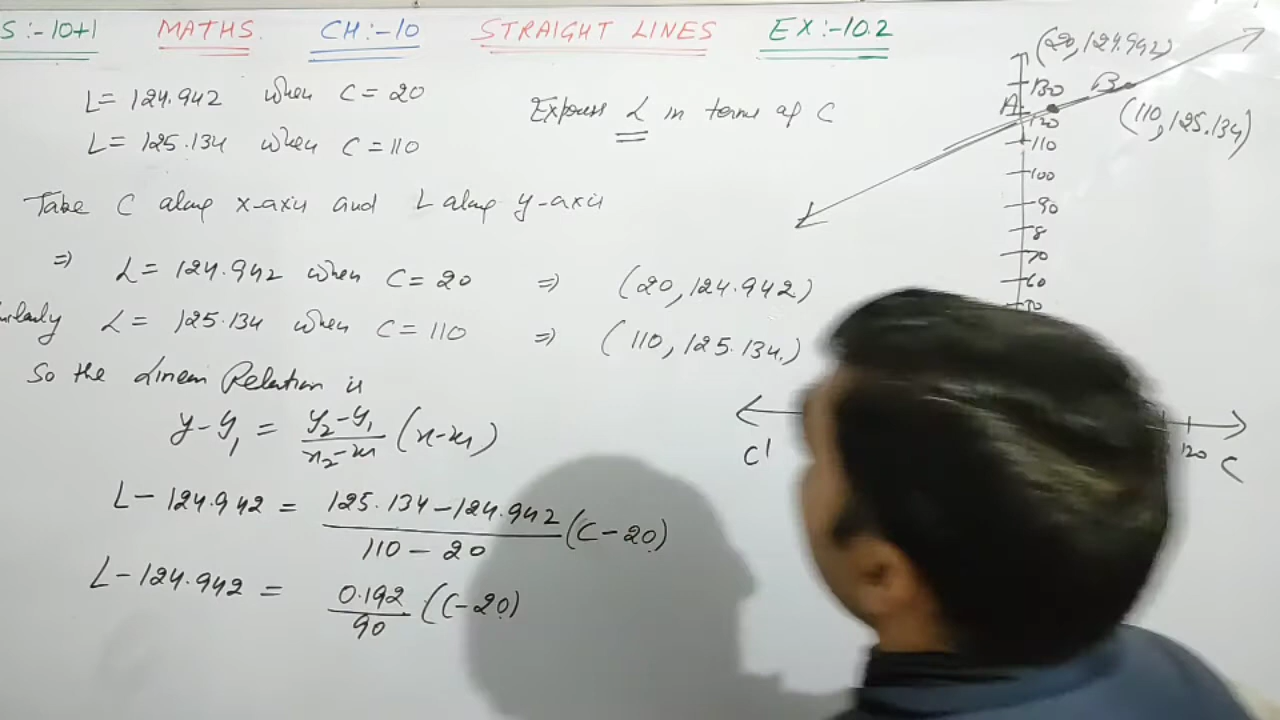 S:-10+1 MATHS. CH:-10 STRAIGHT LINES EX:-10.2
L= 124.942 when C = 20
L= 125.134 when C = 110
Express L in terms of C
Take C along x-axis and L along y-axis
⇒ L= 124.942 when C= 20 ⇒ (20,124.942)
L= 125.134 when C= 110 ⇒ (110,125.134.)
So the Linear Relation is
y-y₁ = y₂-y₁/x₂-x₁ (x-x₁)
L- 124.942 = 125.134-124.942/110-20 (C-20)
L-124.942 = 0.192/90 (C-20)
(20,124.942)
130
A
B
120
(110,125.134)
110
100
90
8
70
60
C'
120
C